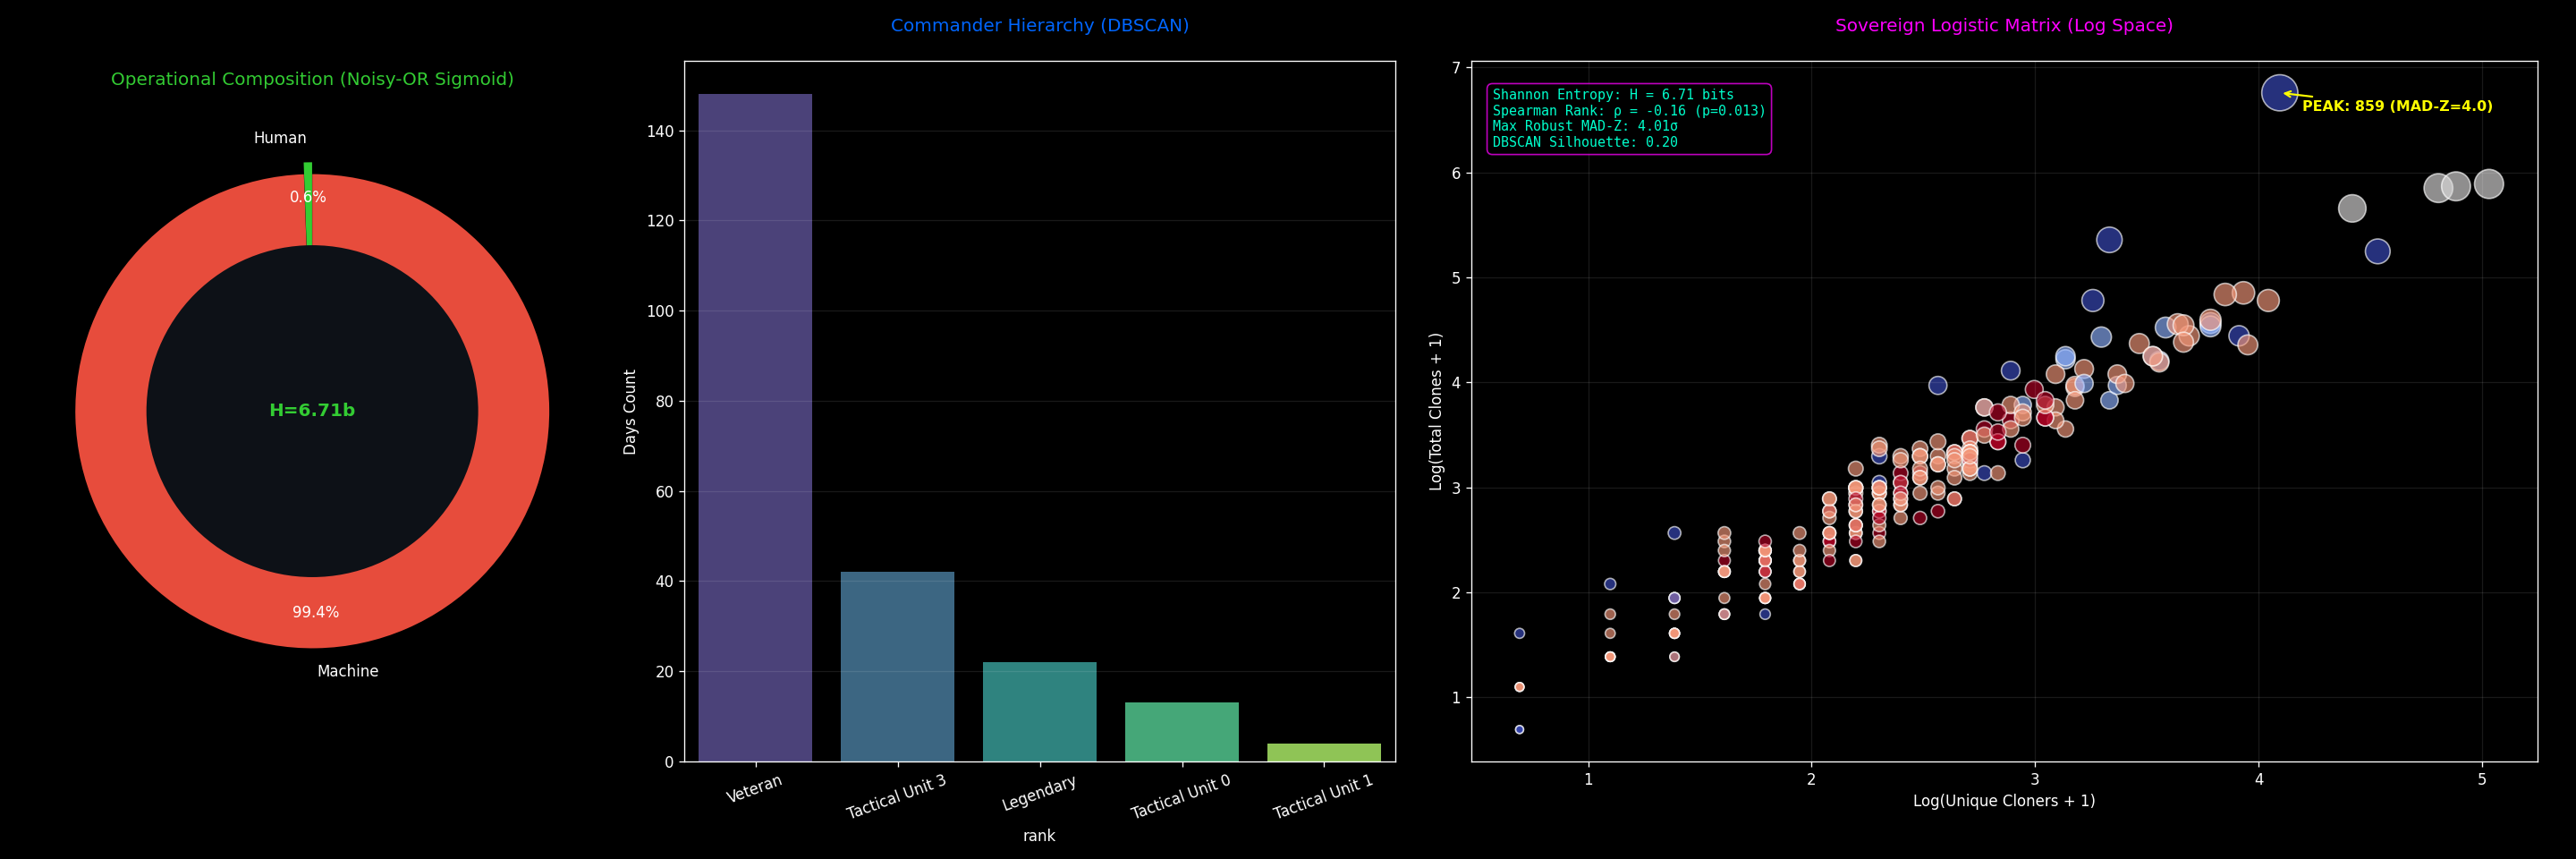 Operational Composition (Noisy-OR Sigmoid)
Human
0.6%
H=6.71b
99.4%
Machine
Commander Hierarchy (DBSCAN)
Days Count
140
120
100
80
60
40
20
0
Veteran
Tactical Unit 3
Legendary
Tactical Unit 0
Tactical Unit 1
rank
Sovereign Logistic Matrix (Log Space)
Shannon Entropy: H = 6.71 bits
Spearman Rank: ρ = -0.16 (p=0.013)
Max Robust MAD-Z: 4.01σ
DBSCAN Silhouette: 0.20
PEAK: 859 (MAD-Z=4.0)
Log(Total Clones + 1)
7
6
5
4
3
2
1
1
2
3
4
5
Log(Unique Cloners + 1)